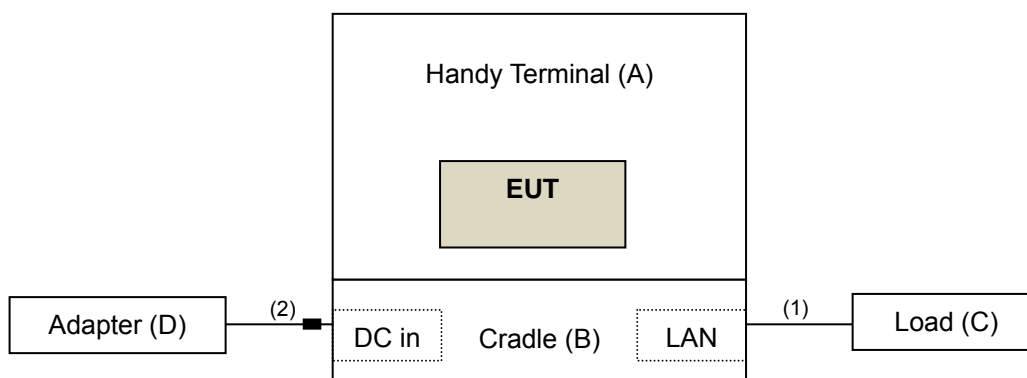 Handy Terminal (A)
EUT
Adapter (D)
(2)
DC in
Cradle (B)
LAN
(1)
Load (C)